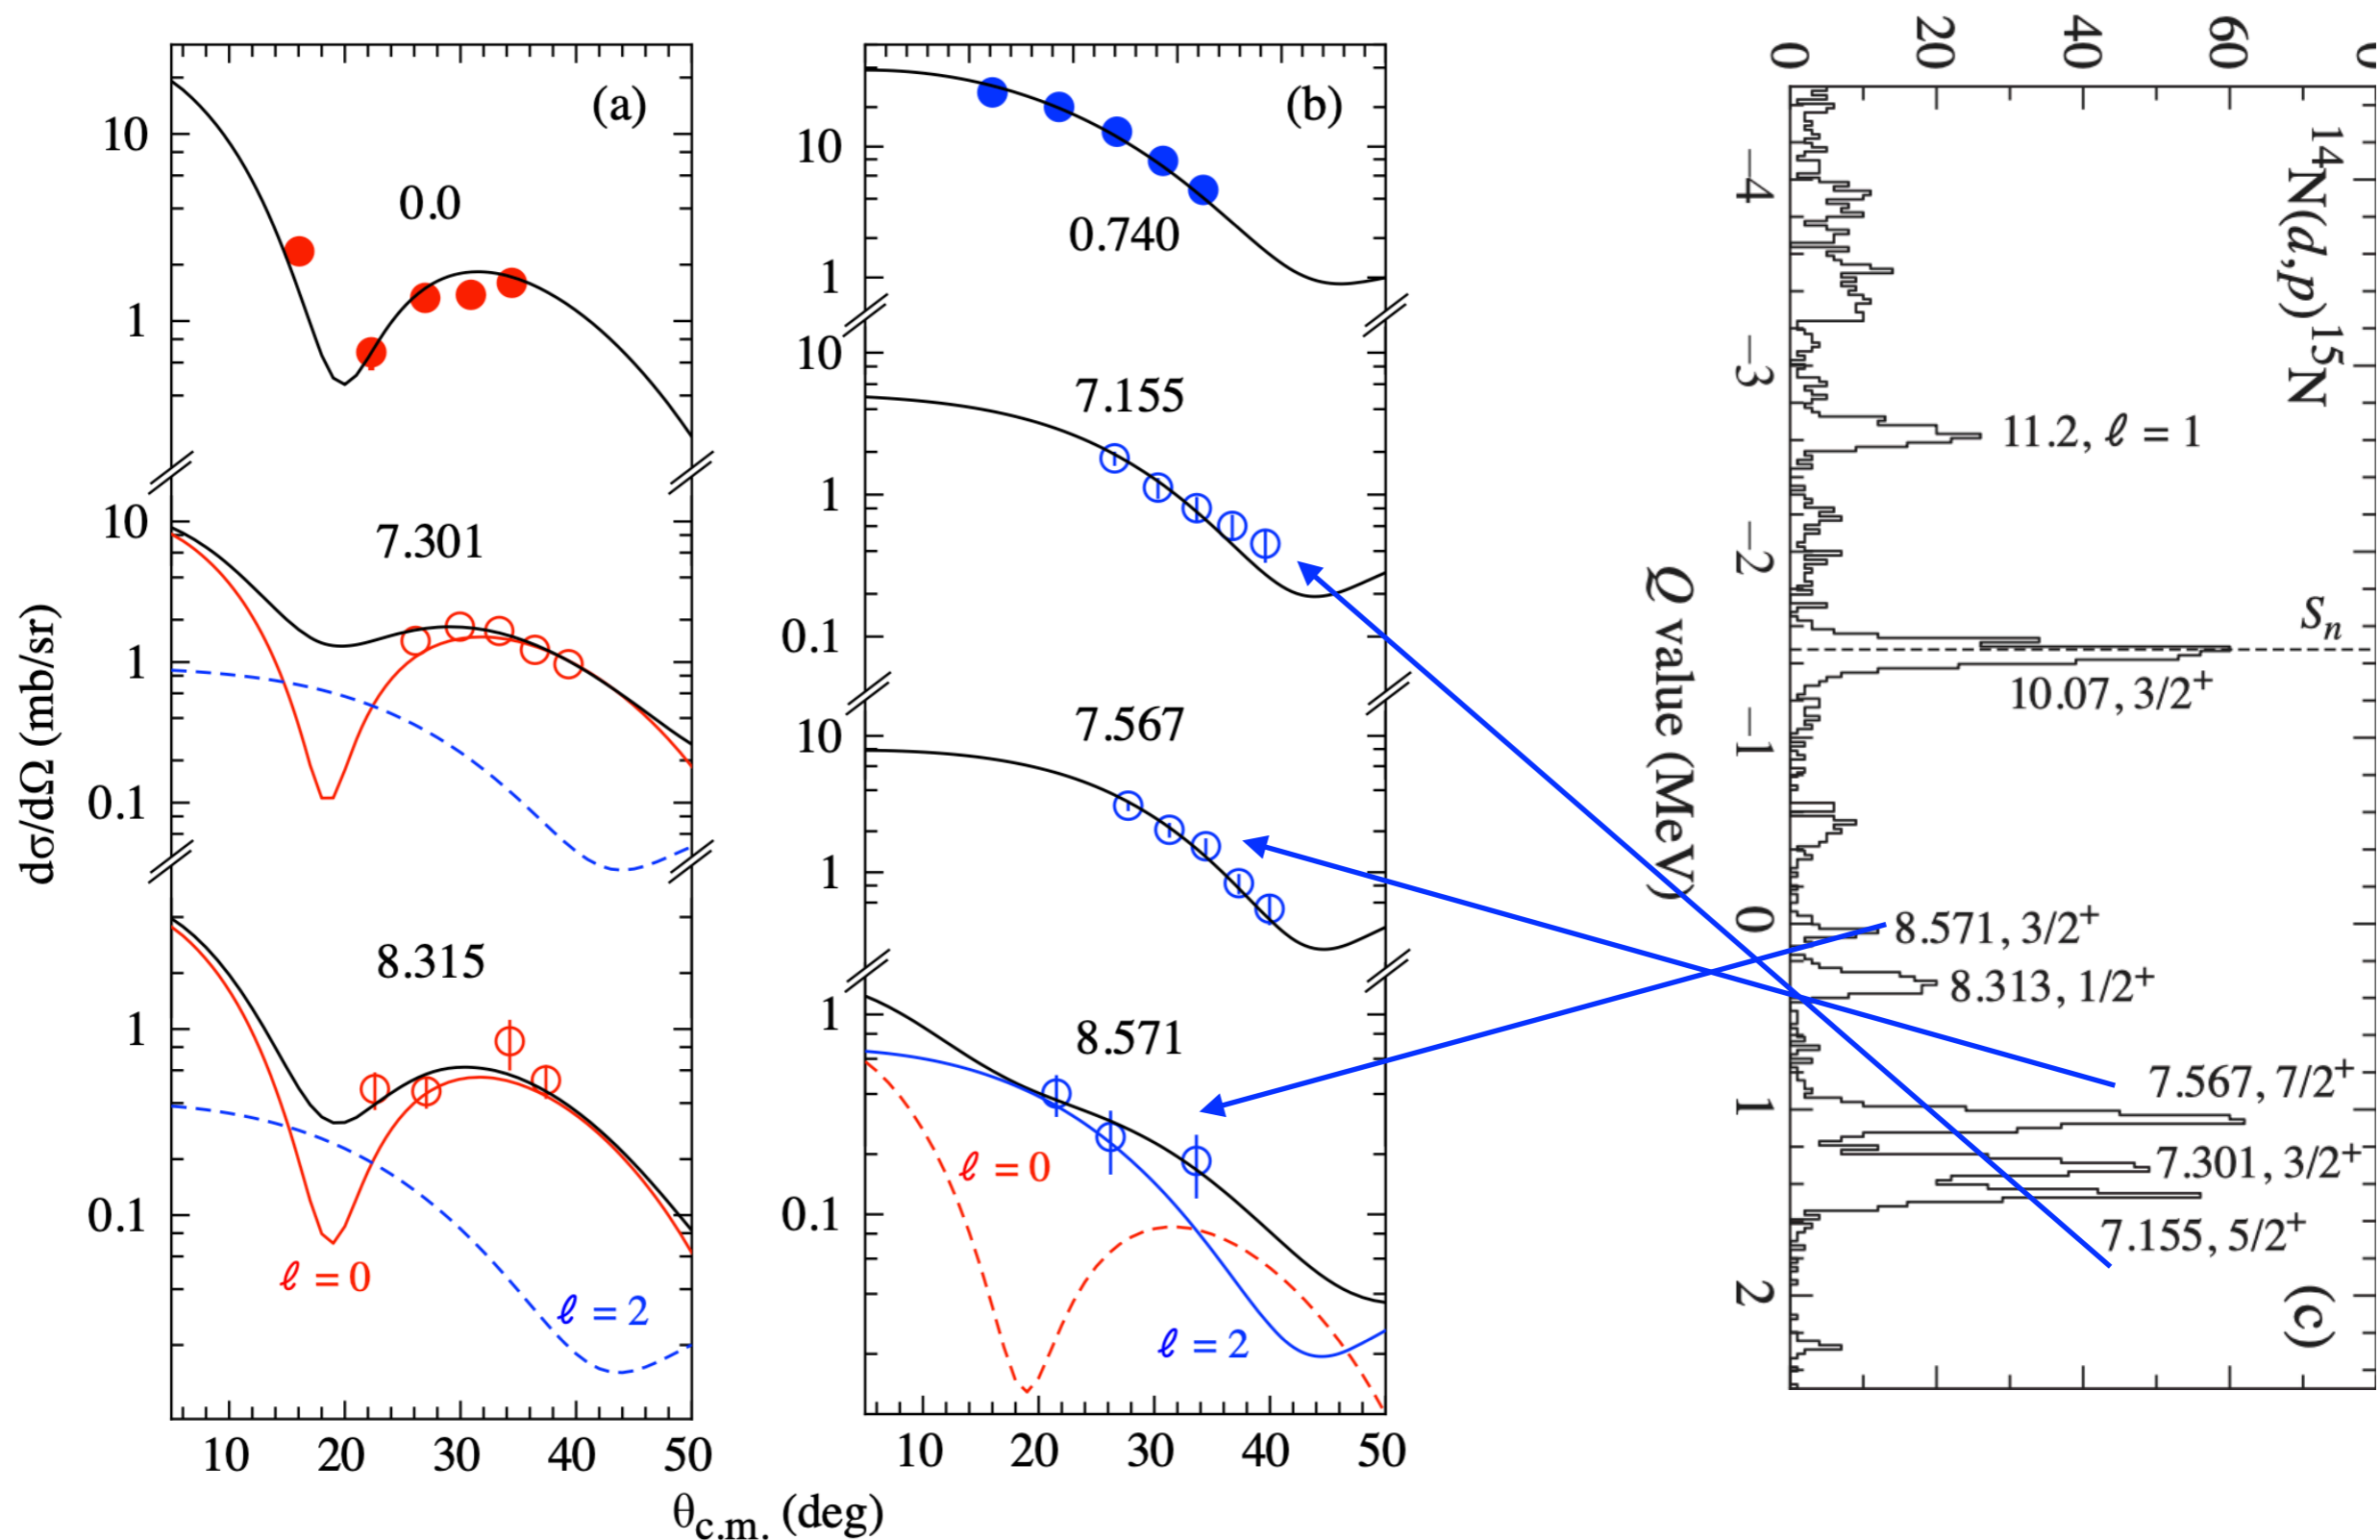 (a)
10
1
0.0
10
1
0.1
7.301
1
0.1
8.315
ℓ = 0
ℓ = 2
10 20 30 40 50
dσ/dΩ (mb/sr)
(b)
10
1
0.740
10
1
0.1
7.155
10
1
7.567
1
0.1
8.571
ℓ = 0
ℓ = 2
10 20 30 40 50
θc.m. (deg)
0 20 40 60 0
¹⁴N(d,p)¹⁵N
−4
−3
−2
−1
0
1
2
Q value (MeV)
11.2, ℓ = 1
Sn
10.07, 3/2⁺
8.571, 3/2⁺
8.313, 1/2⁺
7.567, 7/2⁺
7.301, 3/2⁺
7.155, 5/2⁺
(c)